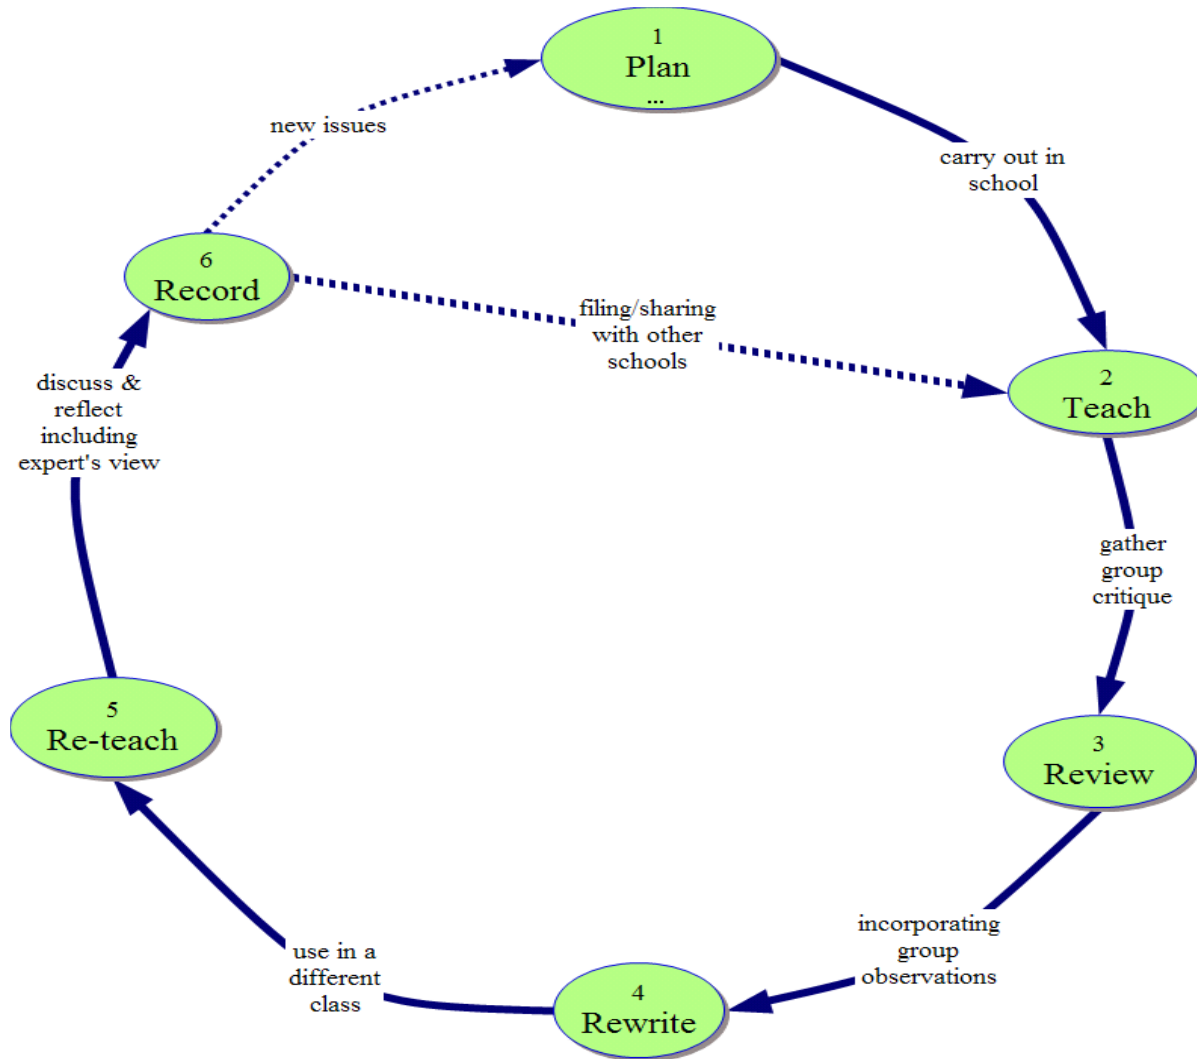 1
Plan
...
carry out in
school
2
Teach
gather
group
critique
3
Review
incorporating
group
observations
4
Rewrite
use in a
different
class
5
Re-teach
discuss &
reflect
including
expert's view
6
Record
new issues
filing/sharing
with other
schools